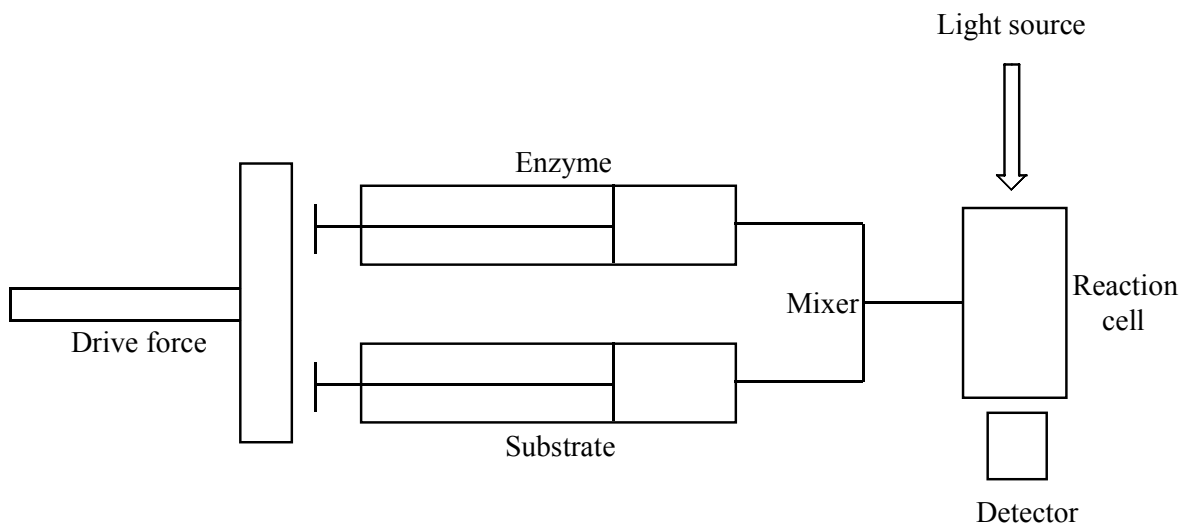 Light source
Enzyme
Mixer
Reaction
cell
Drive force
Substrate
Detector